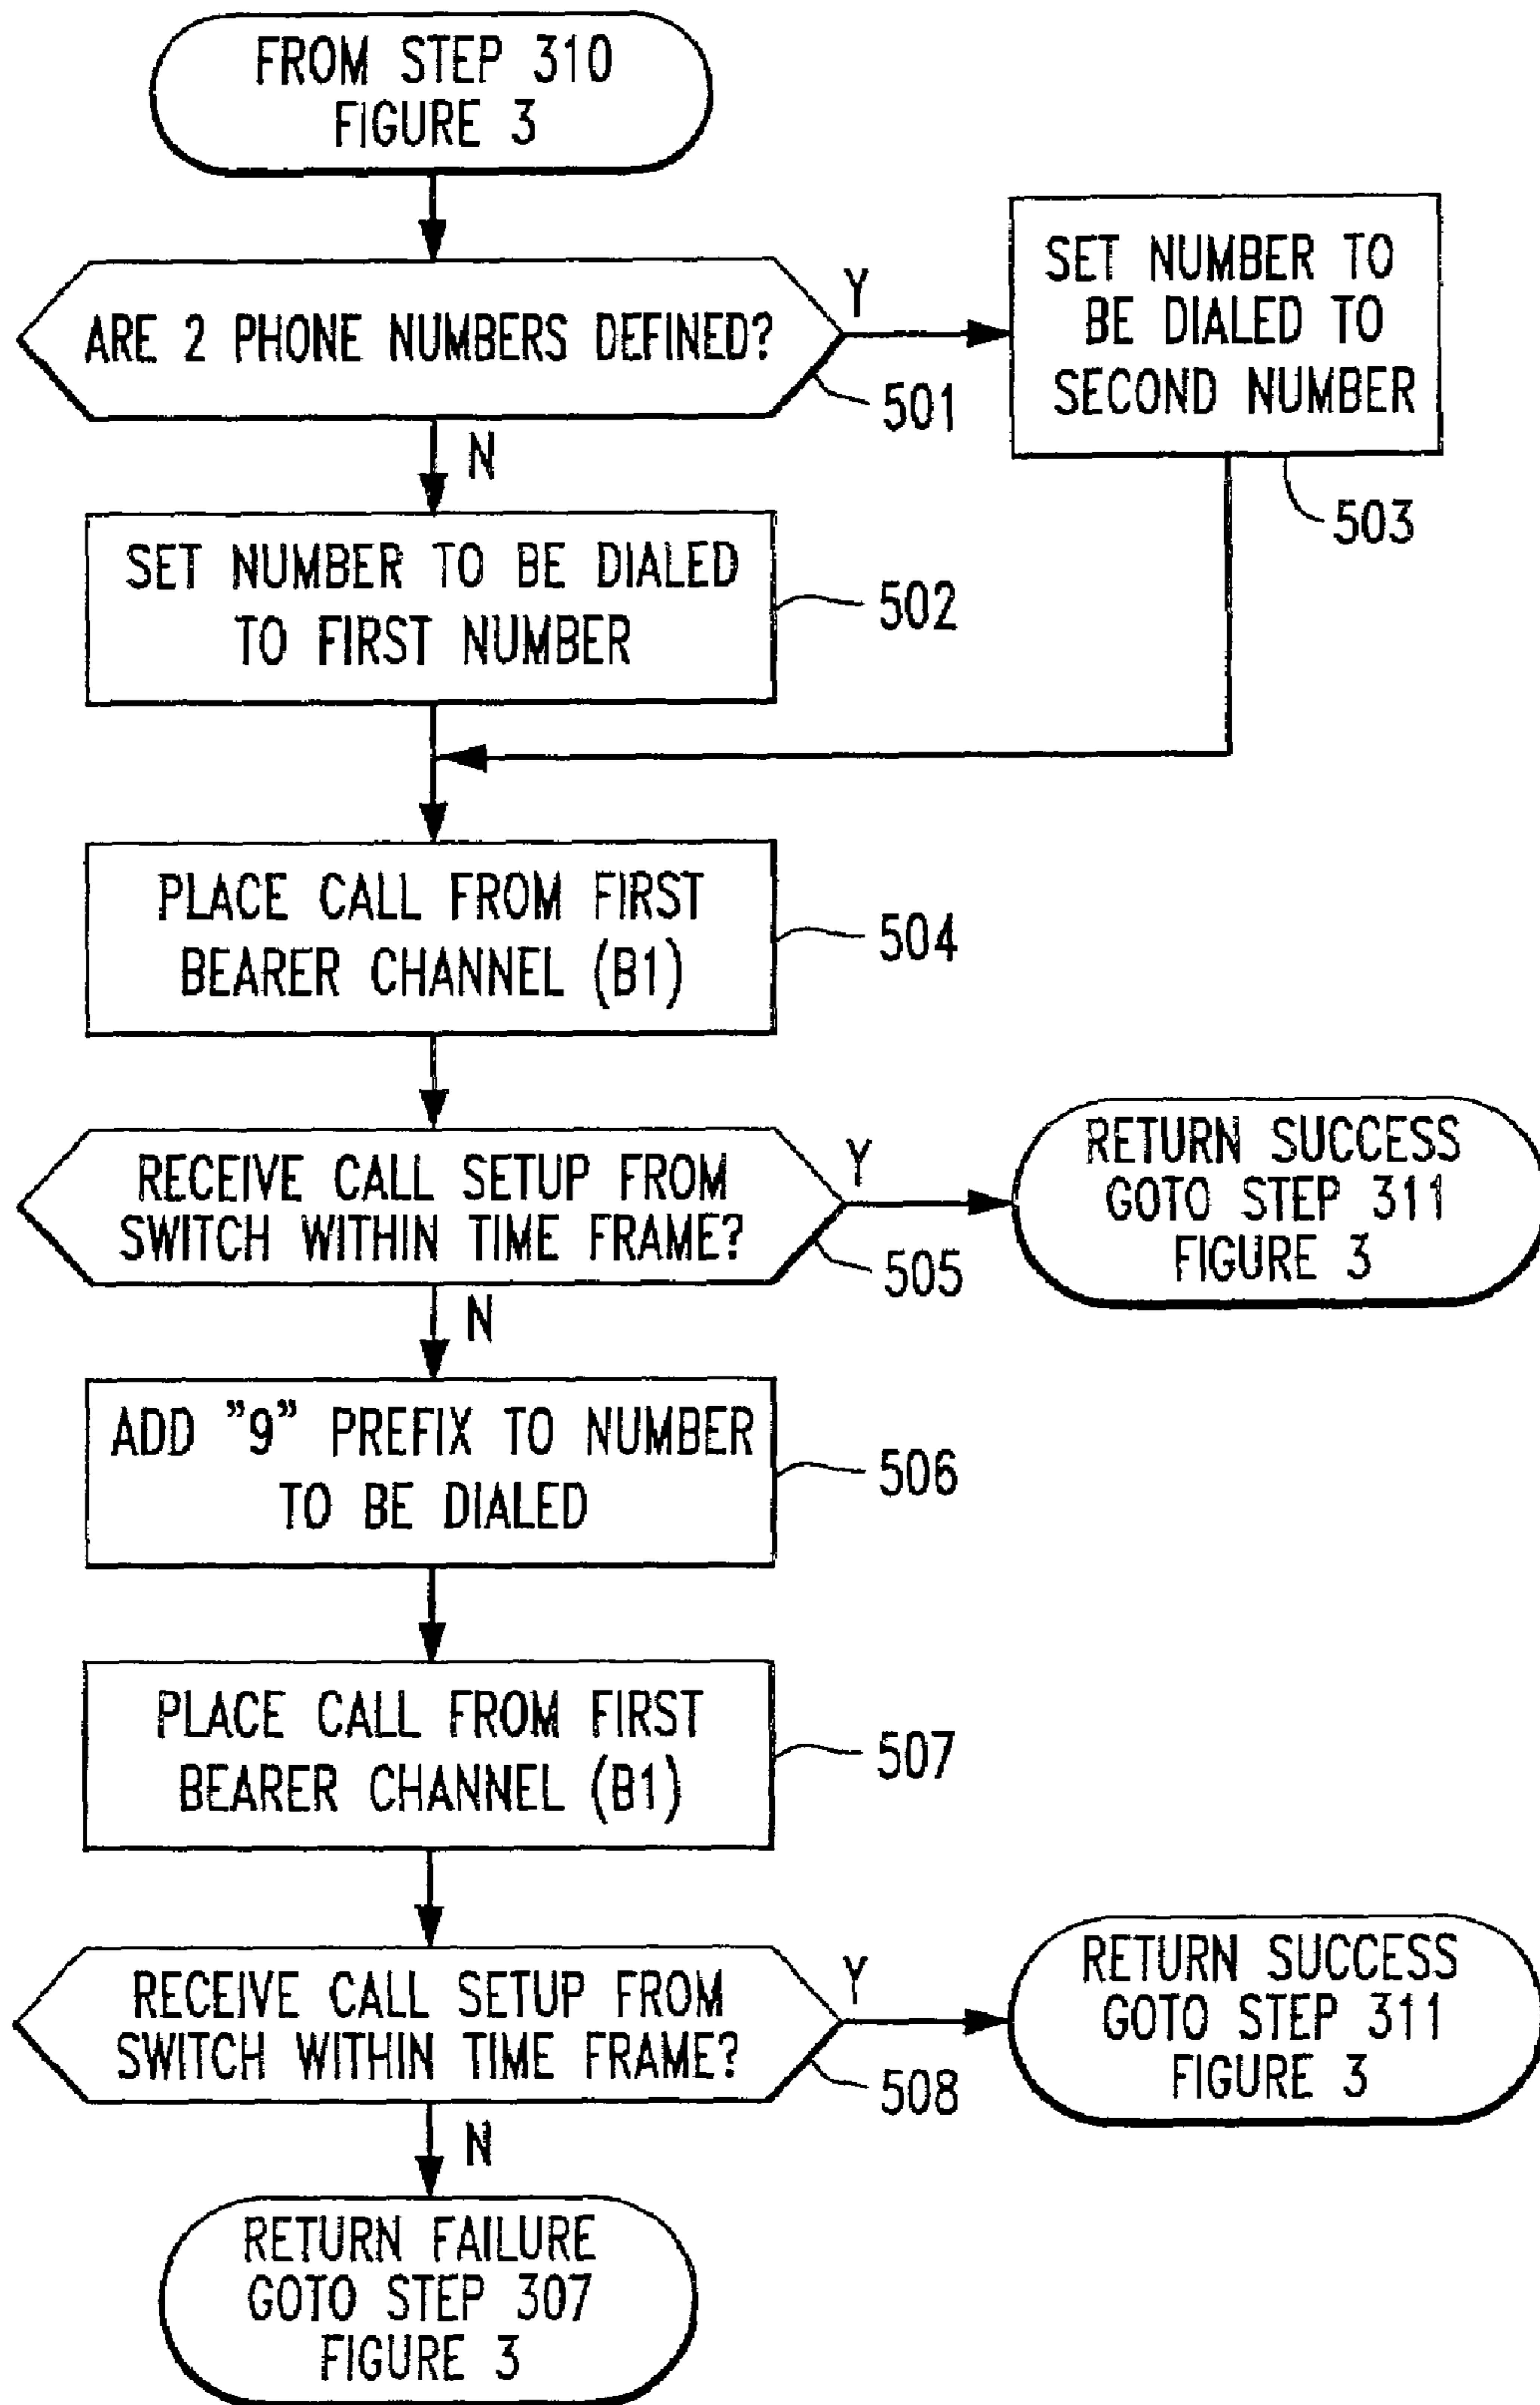 FROM STEP 310
FIGURE 3
ARE 2 PHONE NUMBERS DEFINED?
Y
501
SET NUMBER TO
BE DIALED TO
SECOND NUMBER
503
N
SET NUMBER TO BE DIALED
TO FIRST NUMBER
502
PLACE CALL FROM FIRST
BEARER CHANNEL (B1)
504
RECEIVE CALL SETUP FROM
SWITCH WITHIN TIME FRAME?
Y
505
RETURN SUCCESS
GOTO STEP 311
FIGURE 3
N
ADD "9" PREFIX TO NUMBER
TO BE DIALED
506
PLACE CALL FROM FIRST
BEARER CHANNEL (B1)
507
RECEIVE CALL SETUP FROM
SWITCH WITHIN TIME FRAME?
Y
508
RETURN SUCCESS
GOTO STEP 311
FIGURE 3
N
RETURN FAILURE
GOTO STEP 307
FIGURE 3